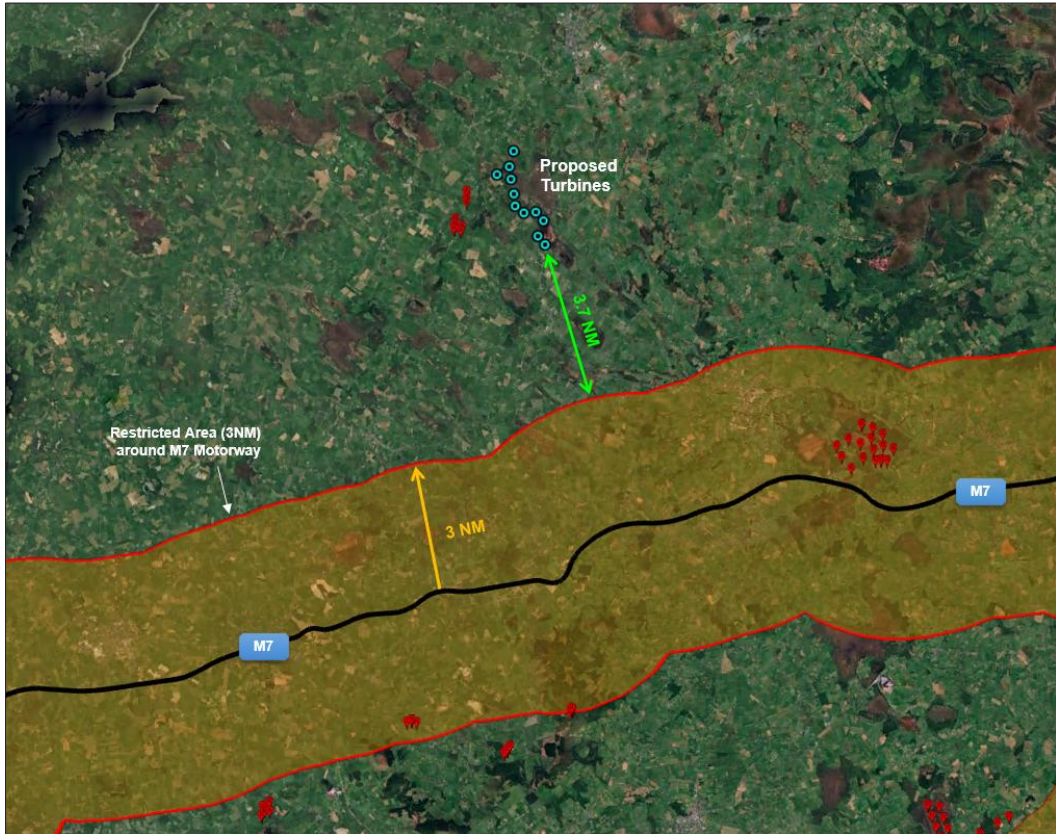 Proposed
Turbines
3.7 NM
Restricted Area (3NM)
around M7 Motorway
M7
3 NM
M7